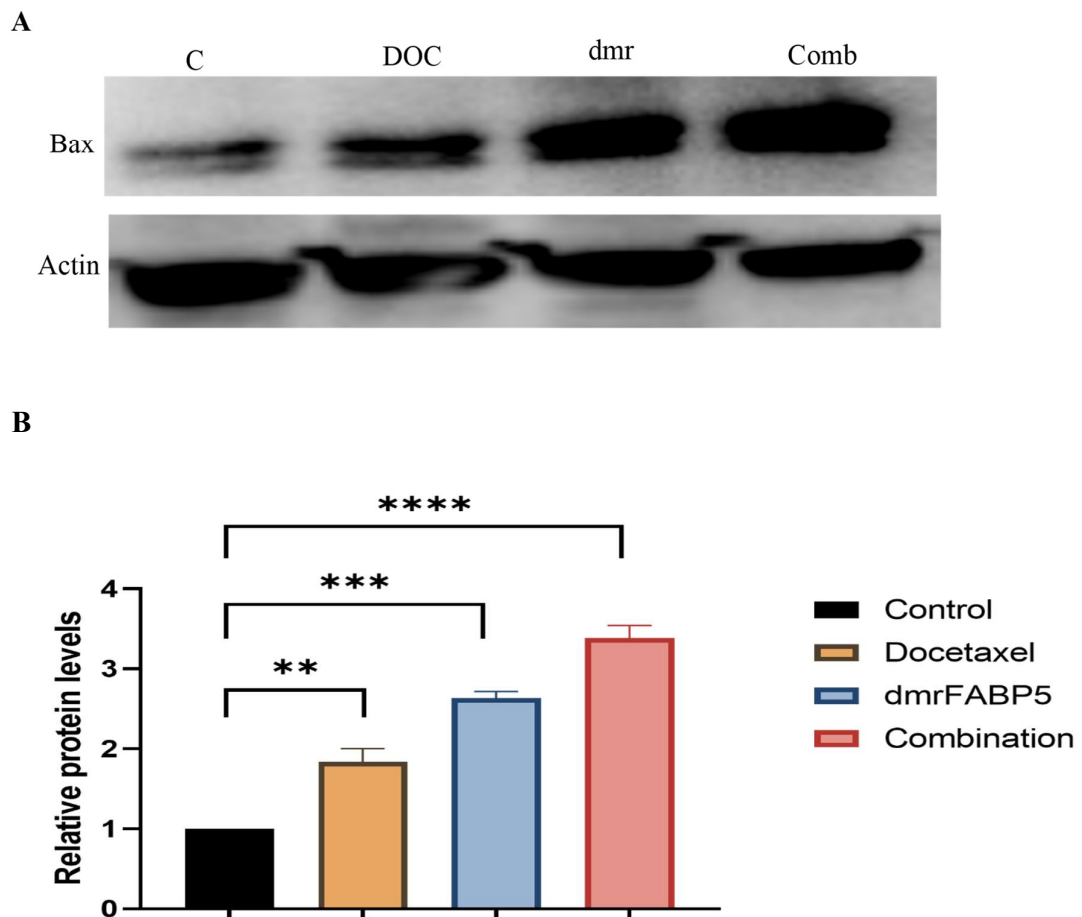 A
C DOC dmr Comb
Bax
Actin
B
****
***
**
4
3
2
1
0
Relative protein levels
Control
Docetaxel
dmrFABP5
Combination